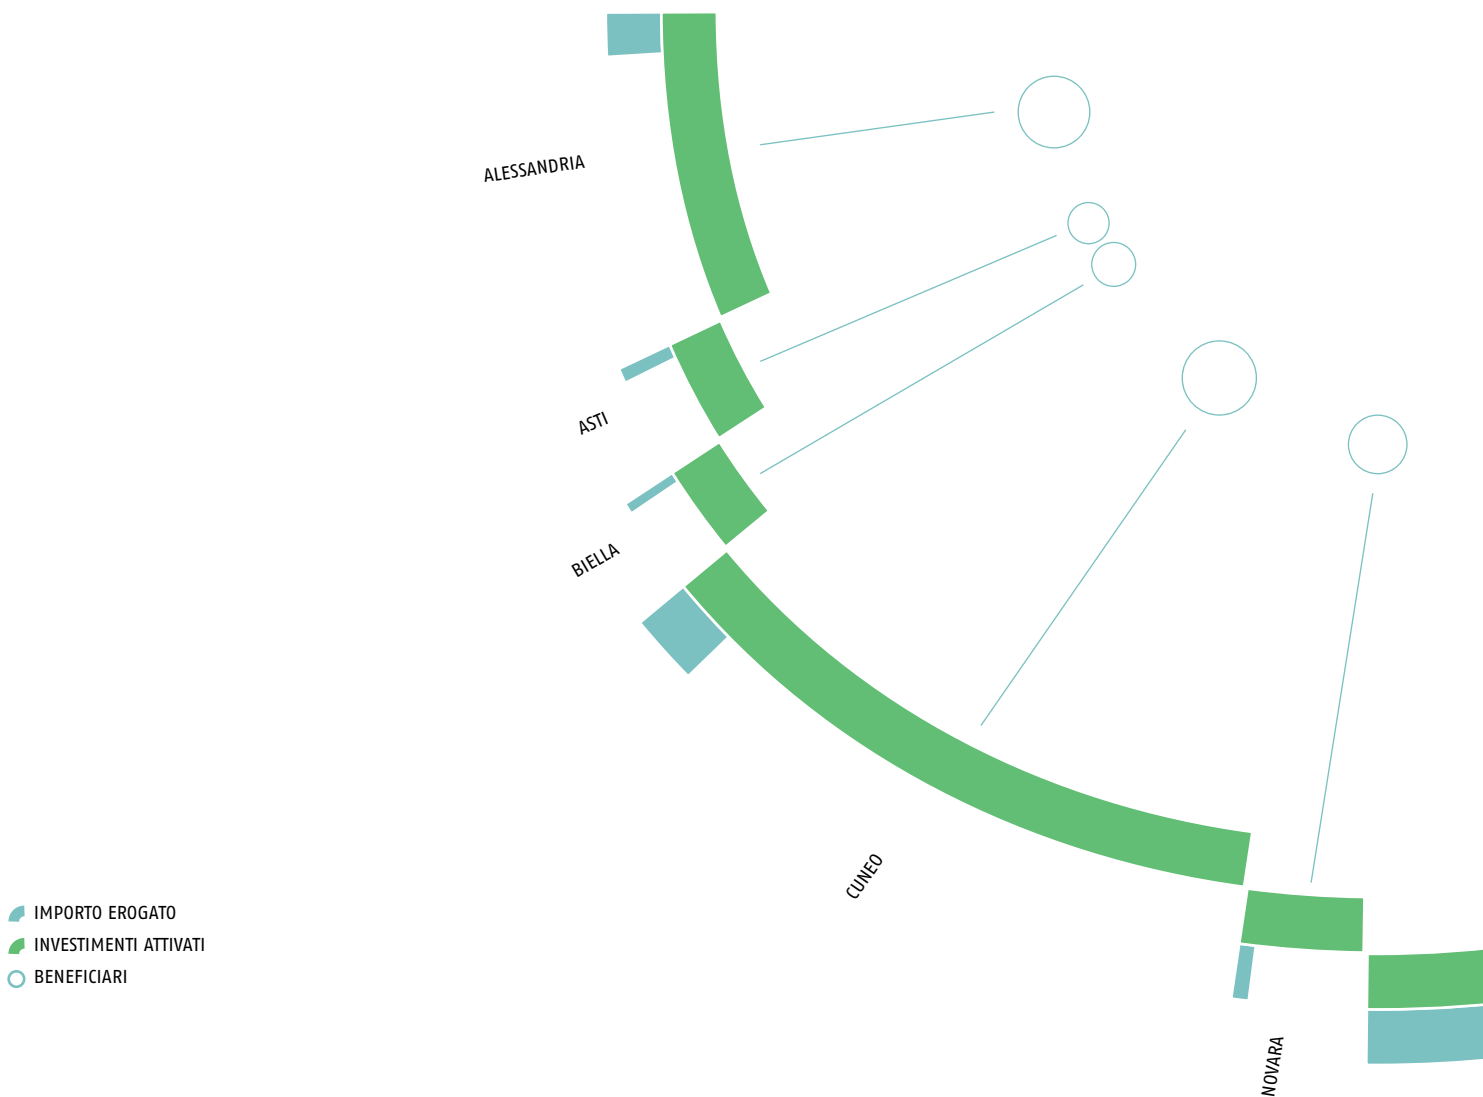 ALESSANDRIA
ASTI
BIELLA
CUNEO
NOVARA
IMPORTO EROGATO
INVESTIMENTI ATTIVATI
BENEFICIARI